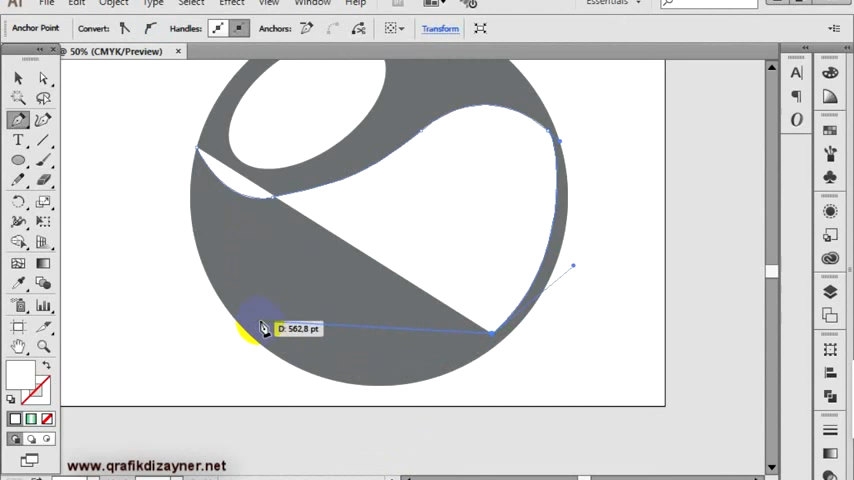 Ai File Edit Object Type Select Effect View Window Help
Essentials
Anchor Point Convert: Handles: Anchors: Transform
@ 50% (CMYK/Preview) ×
D: 562,8 pt
www.qrafikdizayner.net